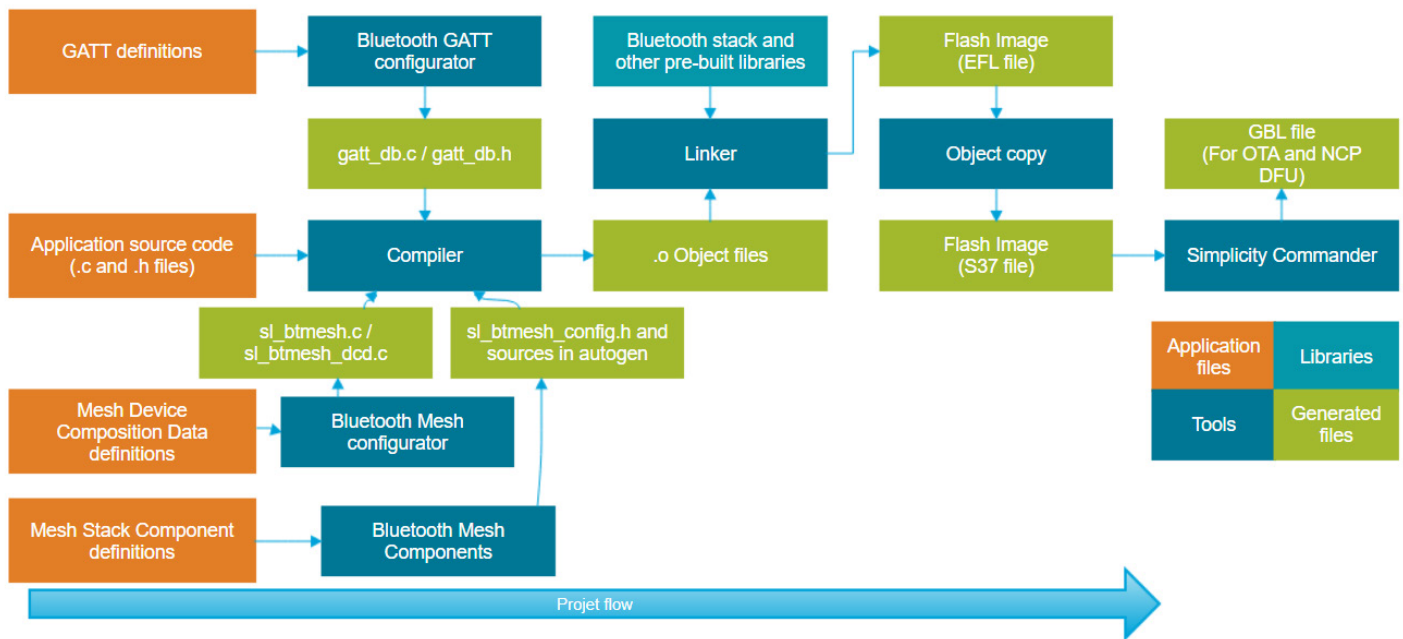 GATT definitions
Bluetooth GATT
configurator
Bluetooth stack and
other pre-built libraries
Flash Image
(EFL file)
gatt_db.c / gatt_db.h
Linker
Object copy
GBL file
(For OTA and NCP
DFU)
Application source code
(.c and .h files)
Compiler
.o Object files
Flash Image
(S37 file)
Simplicity Commander
sl_btmesh.c /
sl_btmesh_dcd.c
sl_btmesh_config.h and
sources in autogen
Application
files
Libraries
Tools
Generated
files
Mesh Device
Composition Data
definitions
Bluetooth Mesh
configurator
Mesh Stack Component
definitions
Bluetooth Mesh
Components
Projet flow